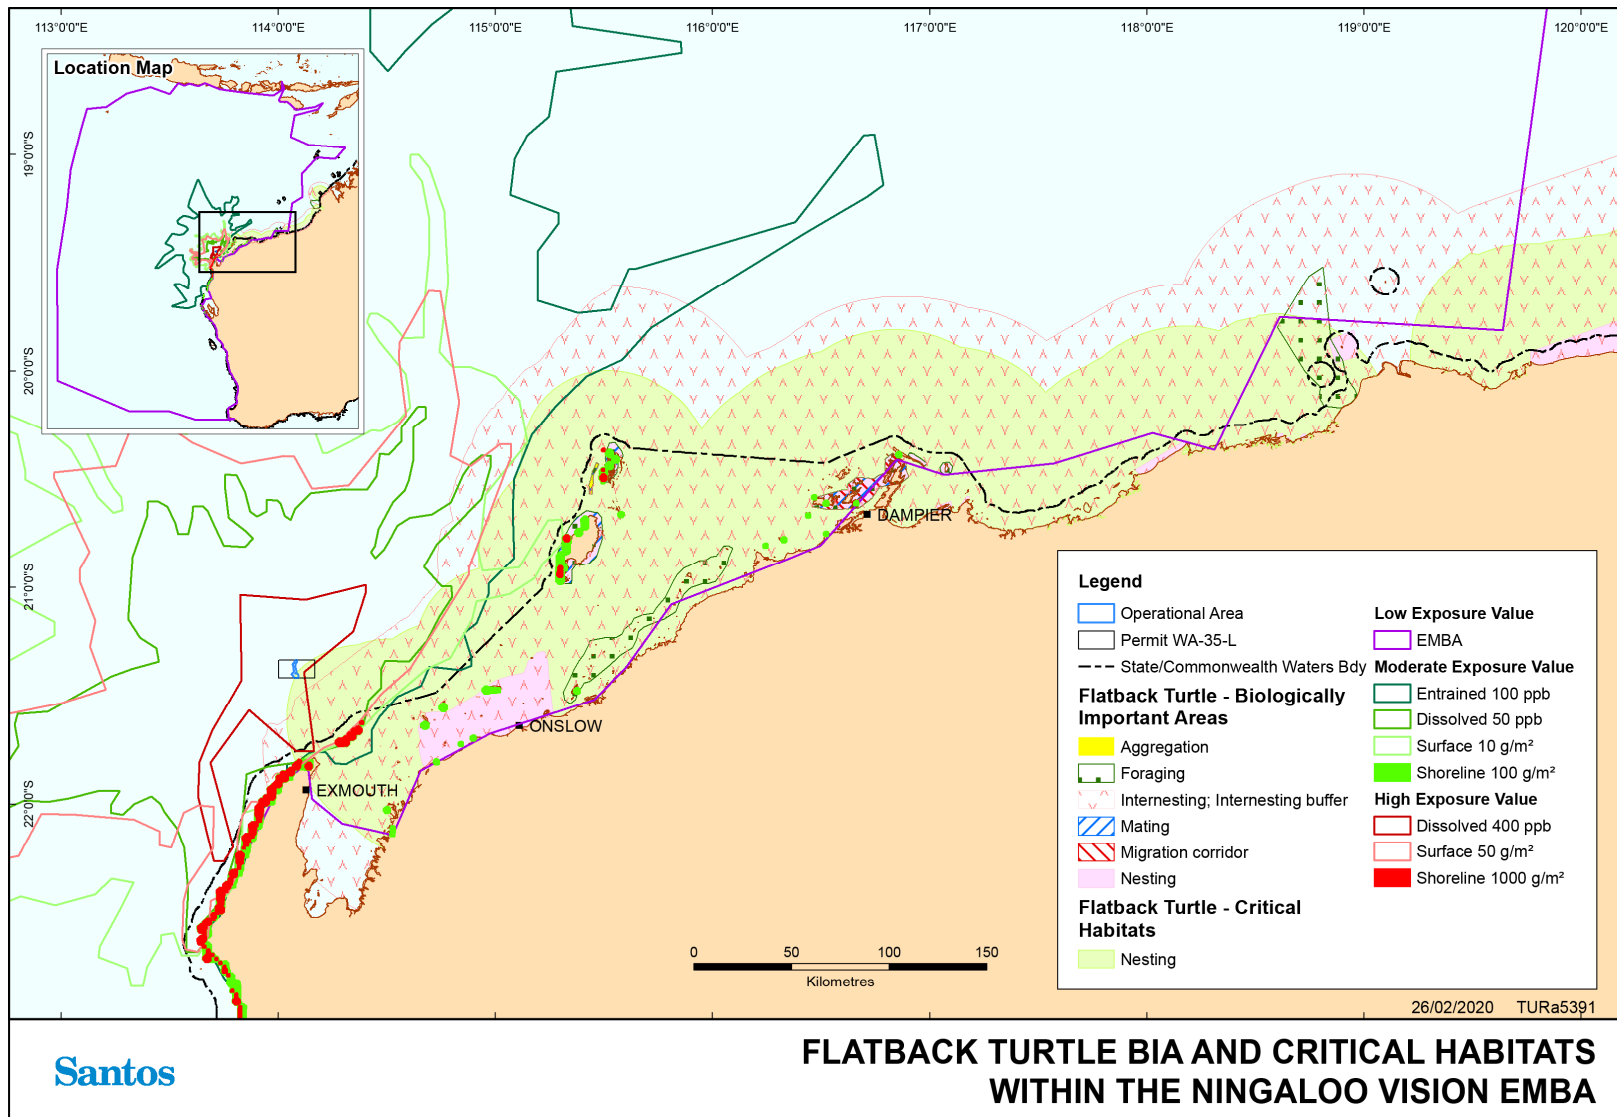 113°0'0"E
114°0'0"E
115°0'0"E
116°0'0"E
117°0'0"E
118°0'0"E
119°0'0"E
120°0'0"E
Location Map
19°0'0"S
20°0'0"S
21°0'0"S
22°0'0"S
DAMPIER
ONSLOW
EXMOUTH
Legend
Operational Area
Permit WA-35-L
State/Commonwealth Waters Bdy
Flatback Turtle - Biologically
Important Areas
Aggregation
Foraging
Internesting; Internesting buffer
Mating
Migration corridor
Nesting
Flatback Turtle - Critical
Habitats
Nesting
Low Exposure Value
EMBA
Moderate Exposure Value
Entrained 100 ppb
Dissolved 50 ppb
Surface 10 g/m²
Shoreline 100 g/m²
High Exposure Value
Dissolved 400 ppb
Surface 50 g/m²
Shoreline 1000 g/m²
0 50 100 150
Kilometres
26/02/2020 TURa5391
Santos
FLATBACK TURTLE BIA AND CRITICAL HABITATS
WITHIN THE NINGALOO VISION EMBA